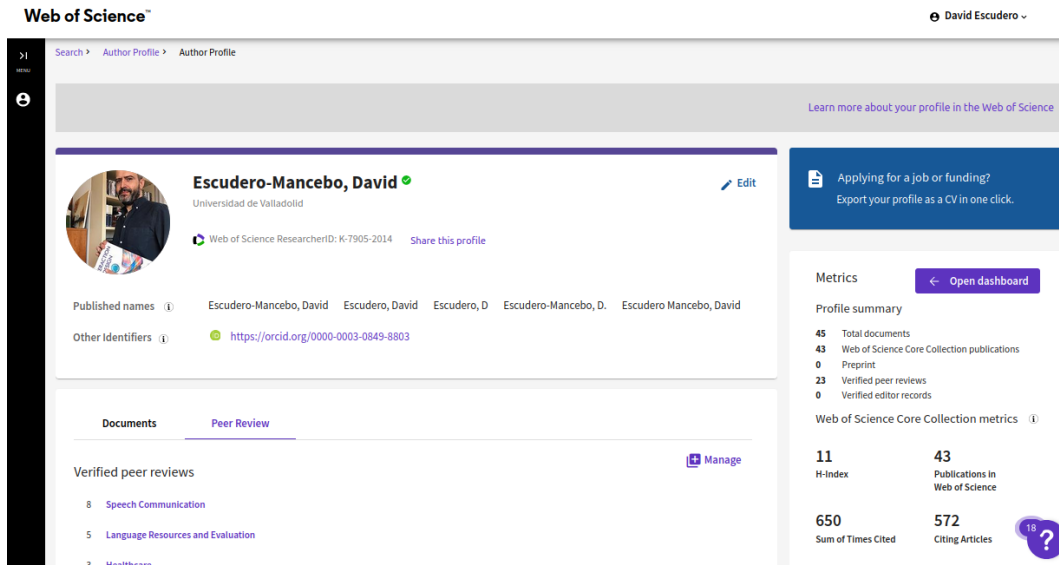 Web of Science™
David Escudero
MENU
Search > Author Profile > Author Profile
Learn more about your profile in the Web of Science
Escudero-Mancebo, David
Edit
Universidad de Valladolid
Web of Science ResearcherID: K-7905-2014 Share this profile
Published names Escudero-Mancebo, David Escudero, David Escudero, D Escudero-Mancebo, D. Escudero Mancebo, David
Other Identifiers https://orcid.org/0000-0003-0849-8803
Documents Peer Review
Verified peer reviews
Manage
8 Speech Communication
5 Language Resources and Evaluation
3 Healthcare
Applying for a job or funding?
Export your profile as a CV in one click.
Metrics
← Open dashboard
Profile summary
45 Total documents
43 Web of Science Core Collection publications
0 Preprint
23 Verified peer reviews
0 Verified editor records
Web of Science Core Collection metrics
11 43
H-Index Publications in
Web of Science
650 572
Sum of Times Cited Citing Articles
18
?